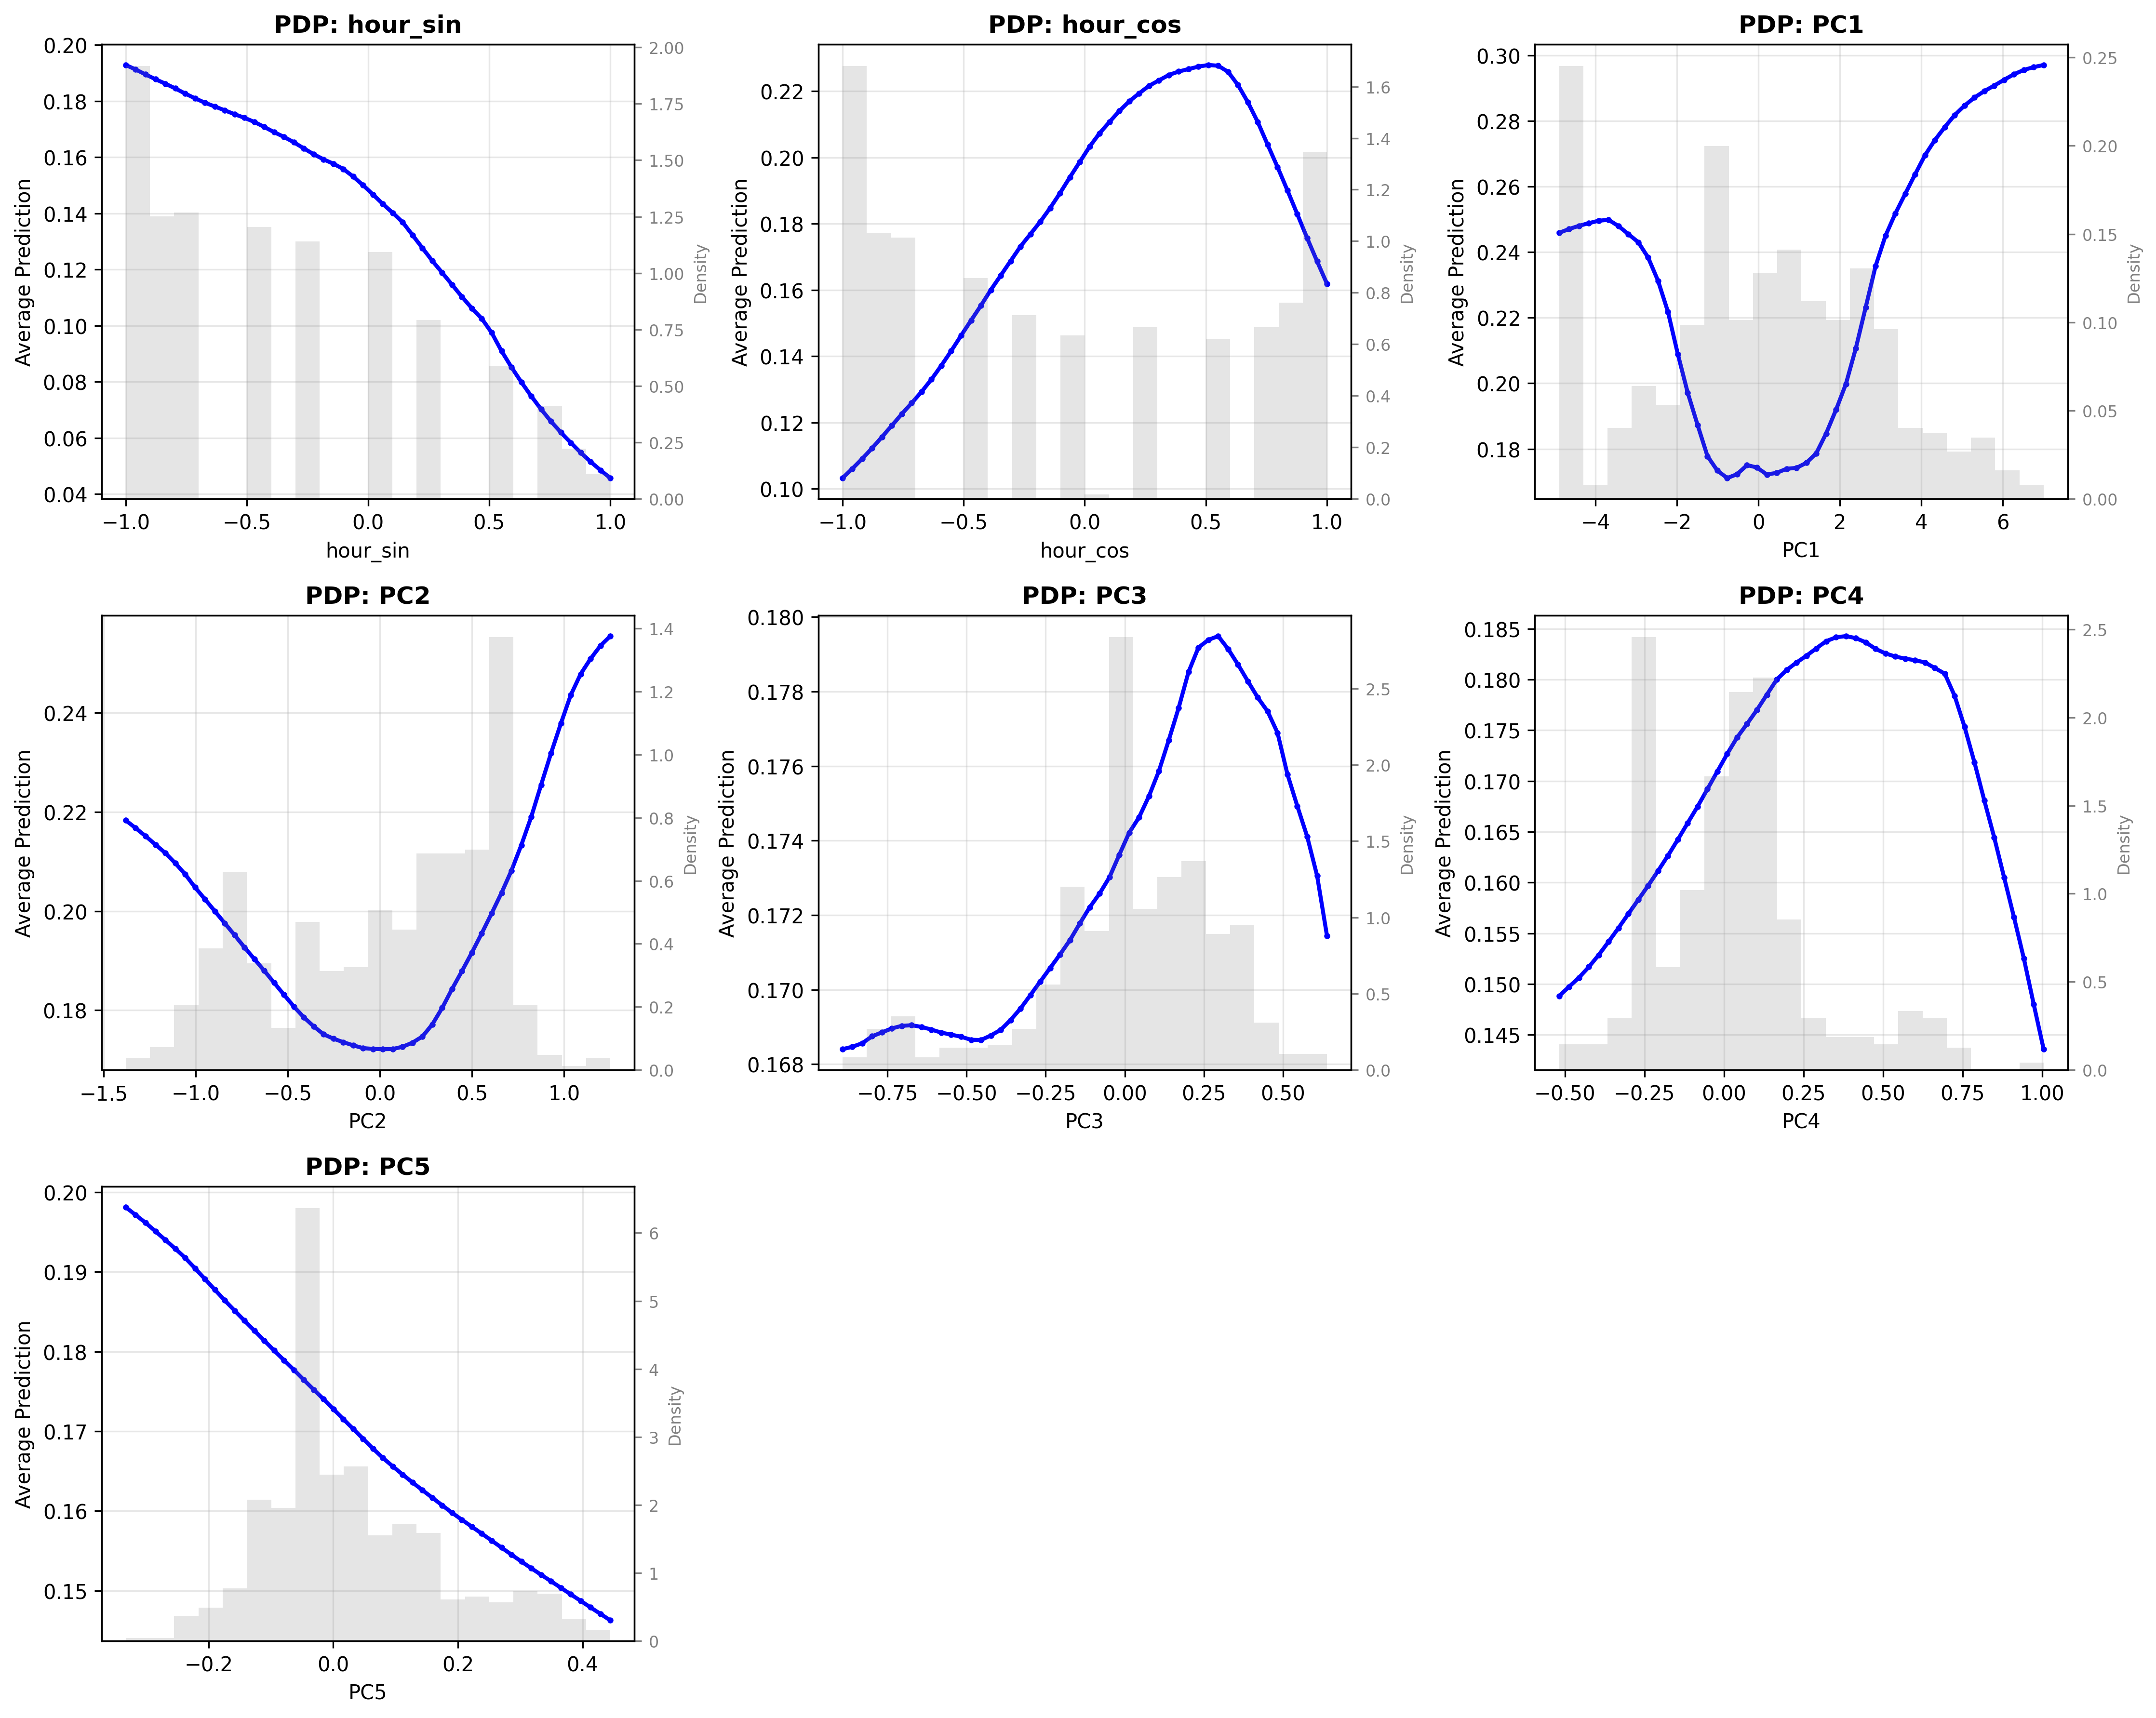 PDP: hour_sin
0.20
0.18
0.16
0.14
0.12
0.10
0.08
0.06
0.04
Average Prediction
2.00
1.75
1.50
1.25
1.00
0.75
0.50
0.25
0.00
Density
−1.0 −0.5 0.0 0.5 1.0
hour_sin
PDP: hour_cos
0.22
0.20
0.18
0.16
0.14
0.12
0.10
Average Prediction
1.6
1.4
1.2
1.0
0.8
0.6
0.4
0.2
0.0
Density
−1.0 −0.5 0.0 0.5 1.0
hour_cos
PDP: PC1
0.30
0.28
0.26
0.24
0.22
0.20
0.18
Average Prediction
0.25
0.20
0.15
0.10
0.05
0.00
Density
−4 −2 0 2 4 6
PC1
PDP: PC2
0.24
0.22
0.20
0.18
Average Prediction
1.4
1.2
1.0
0.8
0.6
0.4
0.2
0.0
Density
−1.5 −1.0 −0.5 0.0 0.5 1.0
PC2
PDP: PC3
0.180
0.178
0.176
0.174
0.172
0.170
0.168
Average Prediction
2.5
2.0
1.5
1.0
0.5
0.0
Density
−0.75 −0.50 −0.25 0.00 0.25 0.50
PC3
PDP: PC4
0.185
0.180
0.175
0.170
0.165
0.160
0.155
0.150
0.145
Average Prediction
2.5
2.0
1.5
1.0
0.5
0.0
Density
−0.50 −0.25 0.00 0.25 0.50 0.75 1.00
PC4
PDP: PC5
0.20
0.19
0.18
0.17
0.16
0.15
Average Prediction
6
5
4
3
2
1
0
Density
−0.2 0.0 0.2 0.4
PC5